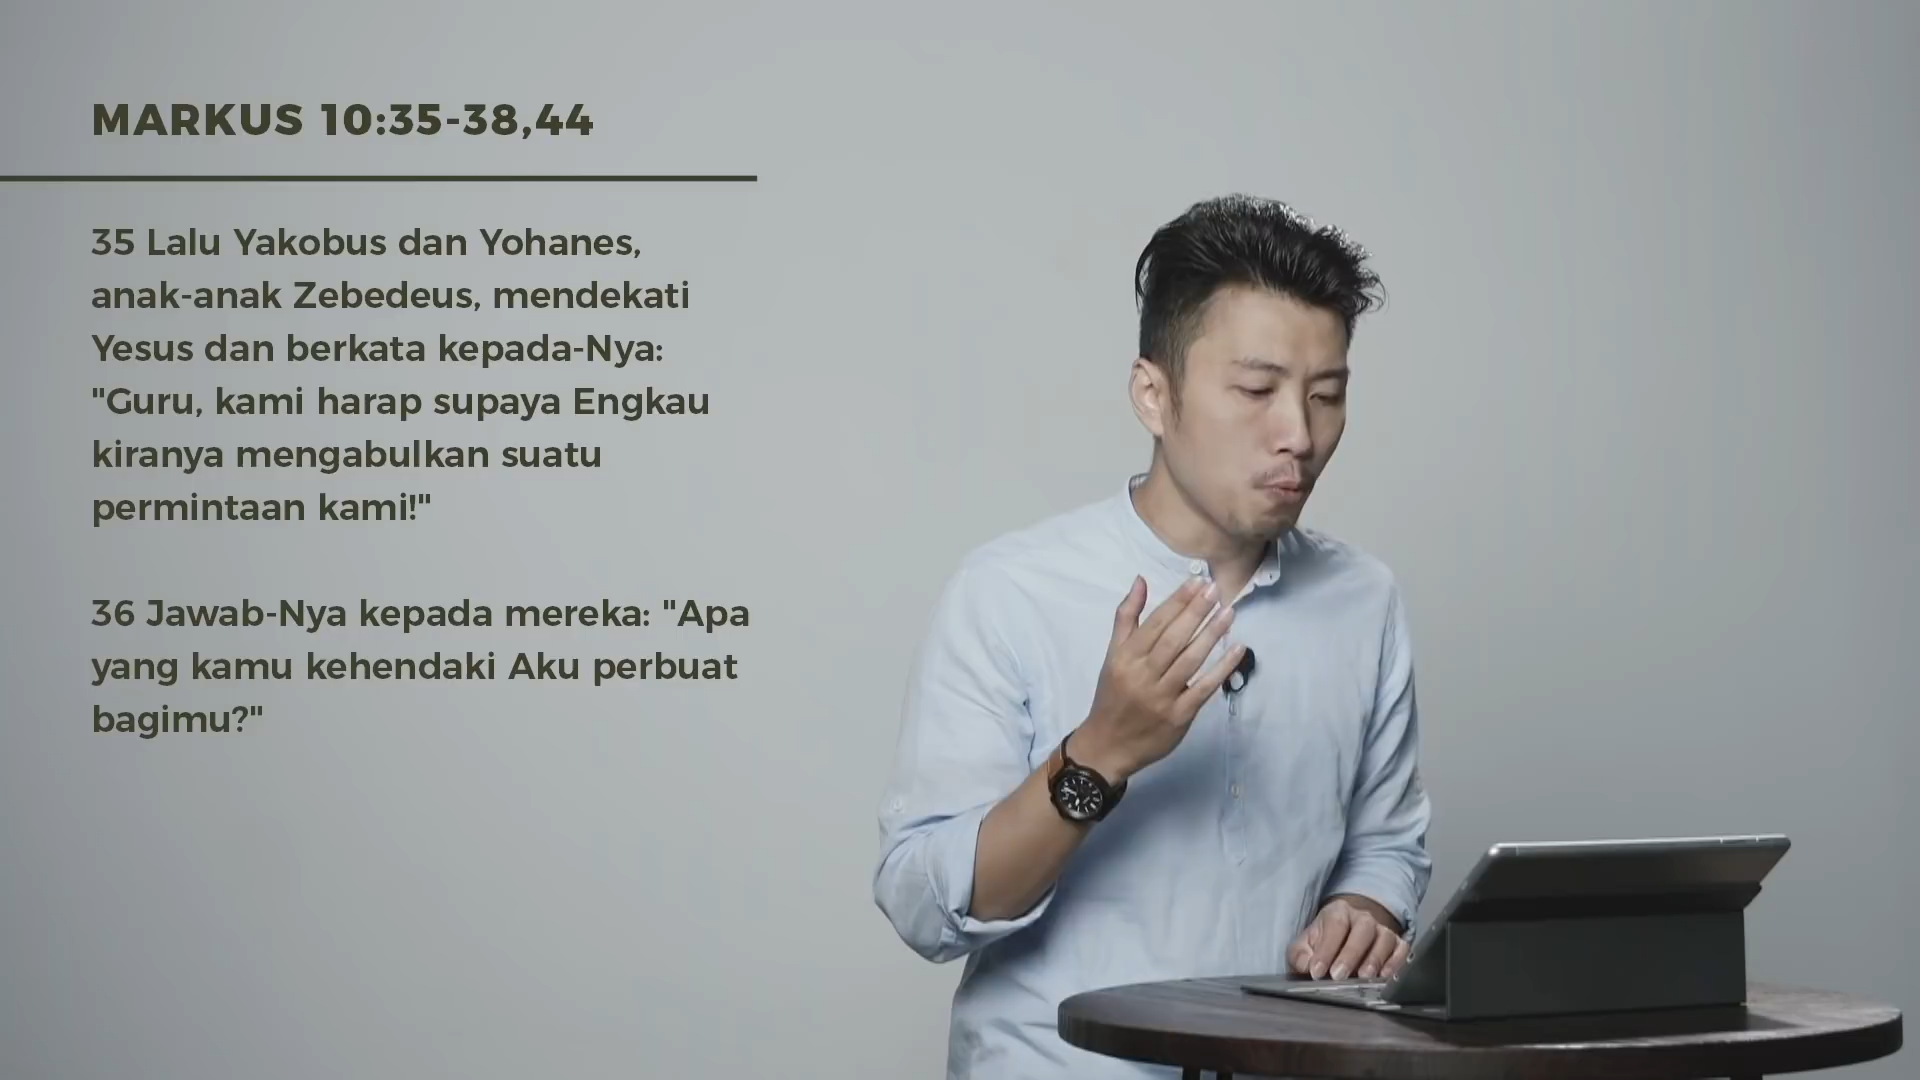 MARKUS 10:35-38,44
35 Lalu Yakobus dan Yohanes,
anak-anak Zebedeus, mendekati
Yesus dan berkata kepada-Nya:
"Guru, kami harap supaya Engkau
kiranya mengabulkan suatu
permintaan kami!"
36 Jawab-Nya kepada mereka: "Apa
yang kamu kehendaki Aku perbuat
bagimu?"